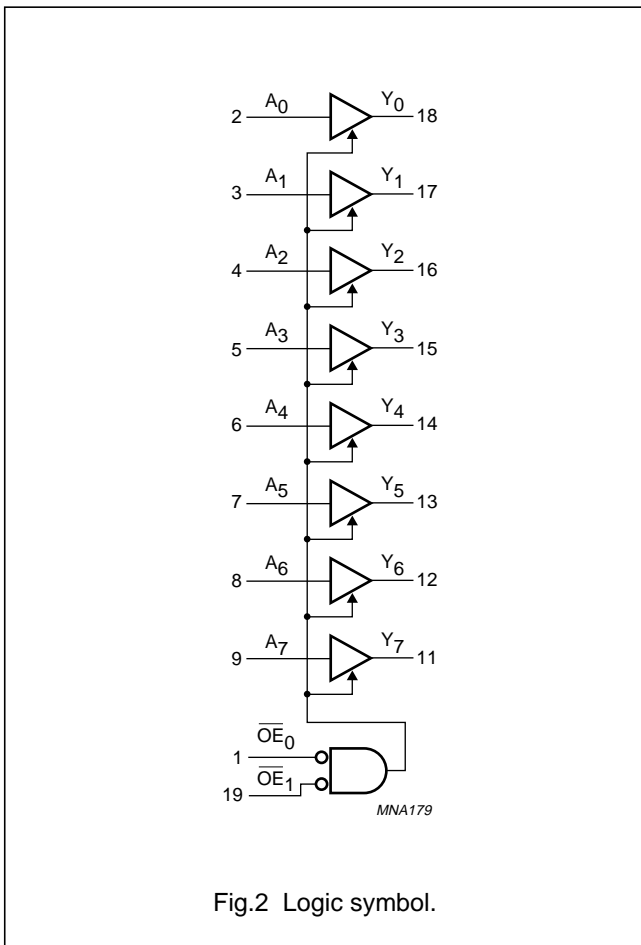 2 A0 Y0 18
3 A1 Y1 17
4 A2 Y2 16
5 A3 Y3 15
6 A4 Y4 14
7 A5 Y5 13
8 A6 Y6 12
9 A7 Y7 11
1 O̅E̅0
19 O̅E̅1
MNA179
Fig.2 Logic symbol.